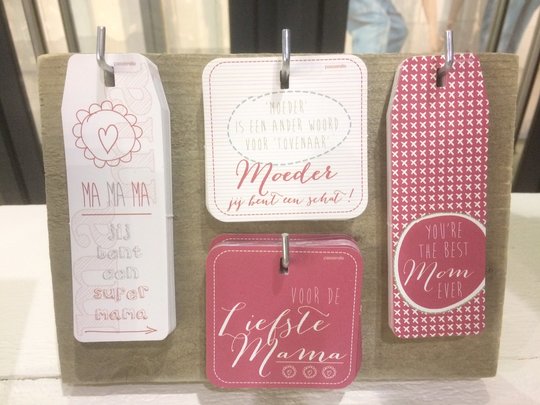 MA MA MA
jij
bent
een
super
mama
'MOEDER'
IS EEN ANDER WOORD
VOOR 'TOVENAAR'
Moeder
jij bent een schat!
VOOR DE
Liefste
Mama
YOU'RE
THE BEST
Mom
EVER